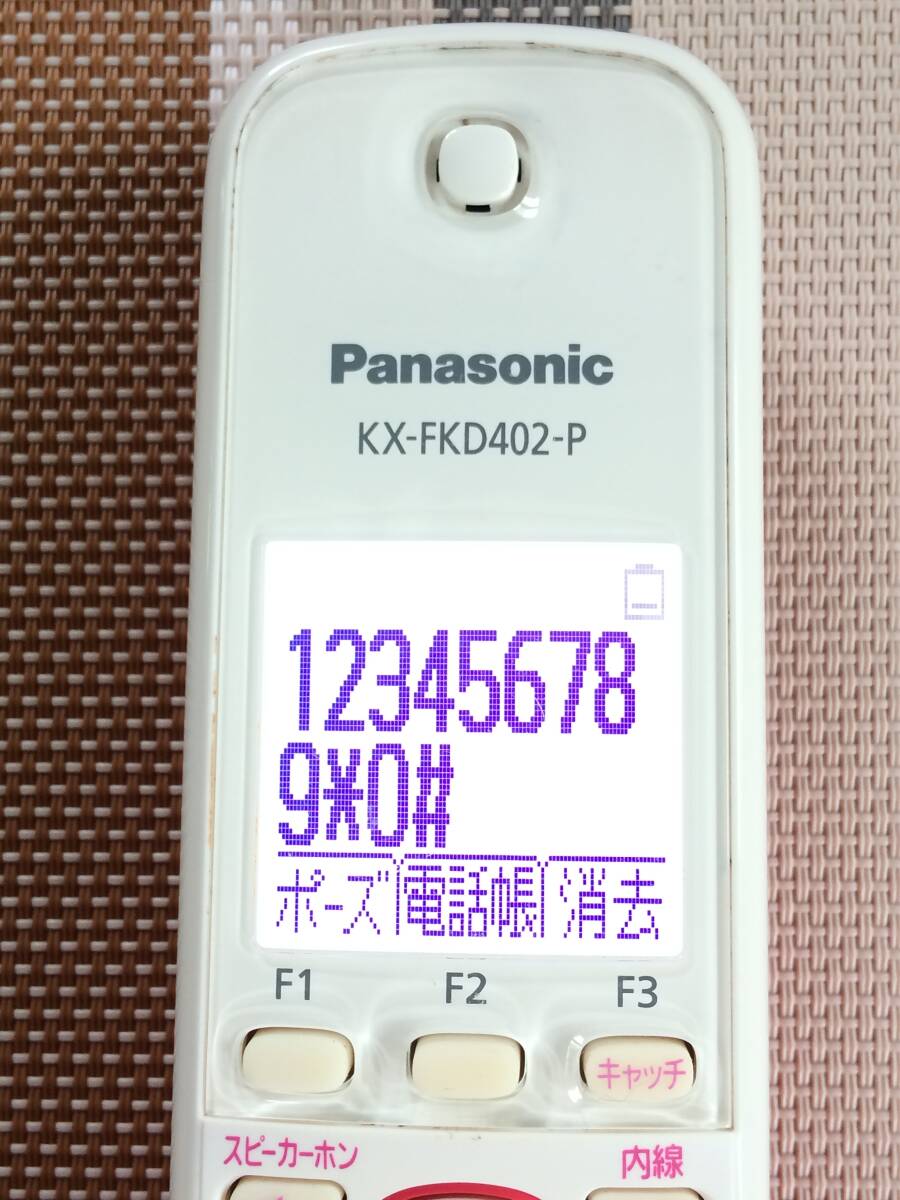 Panasonic
KX-FKD402-P
12345678
9*0#
ポーズ 電話帳 消去
F1 F2 F3
キャッチ
スピーカーホン 内線